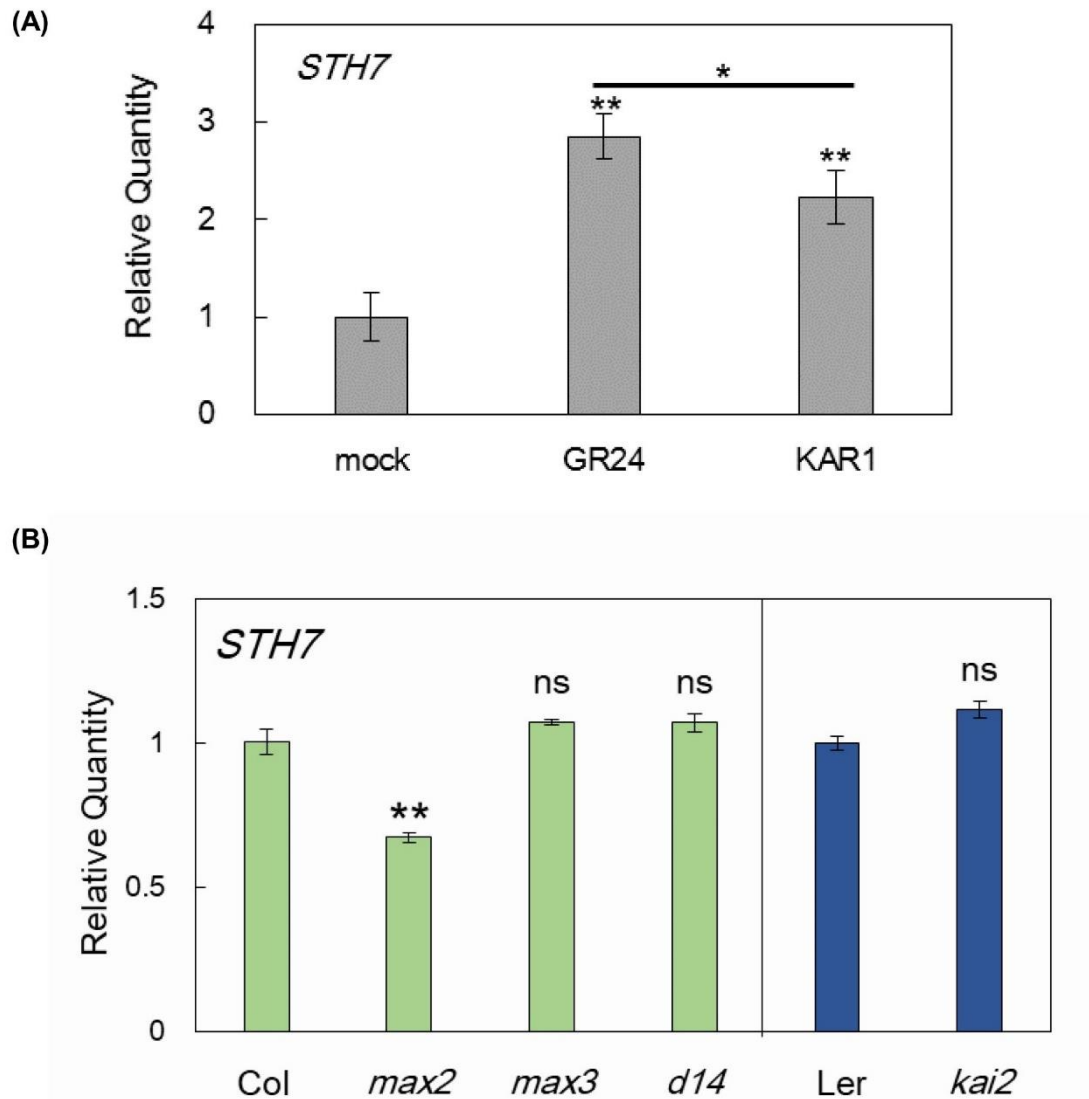 (A)
STH7
Relative Quantity
4
3
2
1
0
*
**
**
mock GR24 KAR1
(B)
STH7
Relative Quantity
1.5
1
0.5
0
**
ns
ns
ns
Col max2 max3 d14 Ler kai2